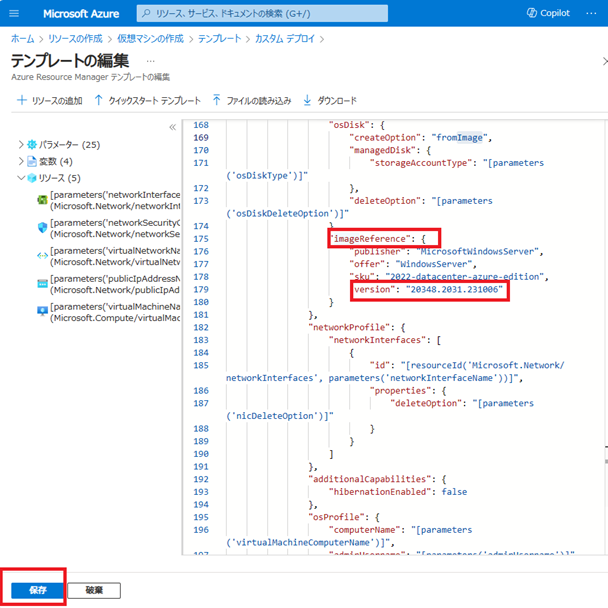 Microsoft Azure
リソース、サービス、ドキュメントの検索 (G+/)
Copilot
ホーム > リソースの作成 > 仮想マシンの作成 > テンプレート > カスタム デプロイ >
テンプレートの編集 ...
Azure Resource Manager テンプレートの編集
リソースの追加 クイックスタート テンプレート ファイルの読み込み ダウンロード
パラメーター (25)
変数 (4)
リソース (5)
[parameters('networkInterface
(Microsoft.Network/networkInt
[parameters('networkSecurity
(Microsoft.Network/networkSe
[parameters('virtualNetworkNa
(Microsoft.Network/virtualNet
[parameters('publicIpAddressN
(Microsoft.Network/publicIpAd
[parameters('virtualMachineNa
(Microsoft.Compute/virtualMac
168 "osDisk": {
169 "createOption": "fromImage",
170 "managedDisk": {
171 "storageAccountType": "[parameters
('osDiskType')]"
172 },
173 "deleteOption": "[parameters
('osDiskDeleteOption')]"
174
175 "imageReference": {
176 "publisher": "MicrosoftWindowsServer",
177 "offer": "WindowsServer",
178 "sku": "2022-datacenter-azure-edition",
179 version": "20348.2031.231006"
180 }
181 },
182 "networkProfile": {
183 "networkInterfaces": [
184 {
185 "id": "[resourceId('Microsoft.Network/
networkInterfaces', parameters('networkInterfaceName'))]",
186 "properties": {
187 "deleteOption": "[parameters
('nicDeleteOption')]"
188 }
189 }
190 ]
191 },
192 "additionalCapabilities": {
193 "hibernationEnabled": false
194 },
195 "osProfile": {
196 "computerName": "[parameters
('virtualMachineComputerName')]",
197 "adminUsername": "[parameters('adminUsername')]"
保存 破棄